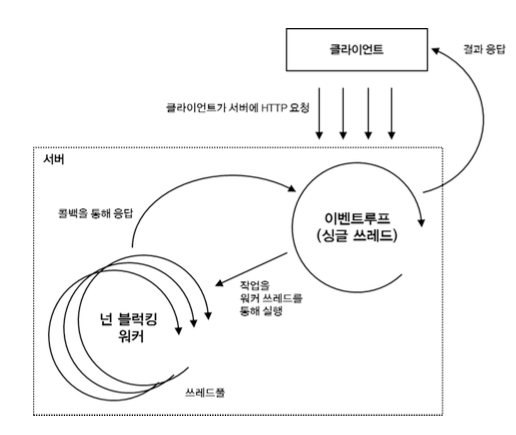 클라이언트
결과 응답
클라이언트가 서버에 HTTP 요청
서버
콜백을 통해 응답
이벤트루프
(싱글 쓰레드)
작업을
워커 쓰레드를
통해 실행
넌 블럭킹
워커
쓰레드풀